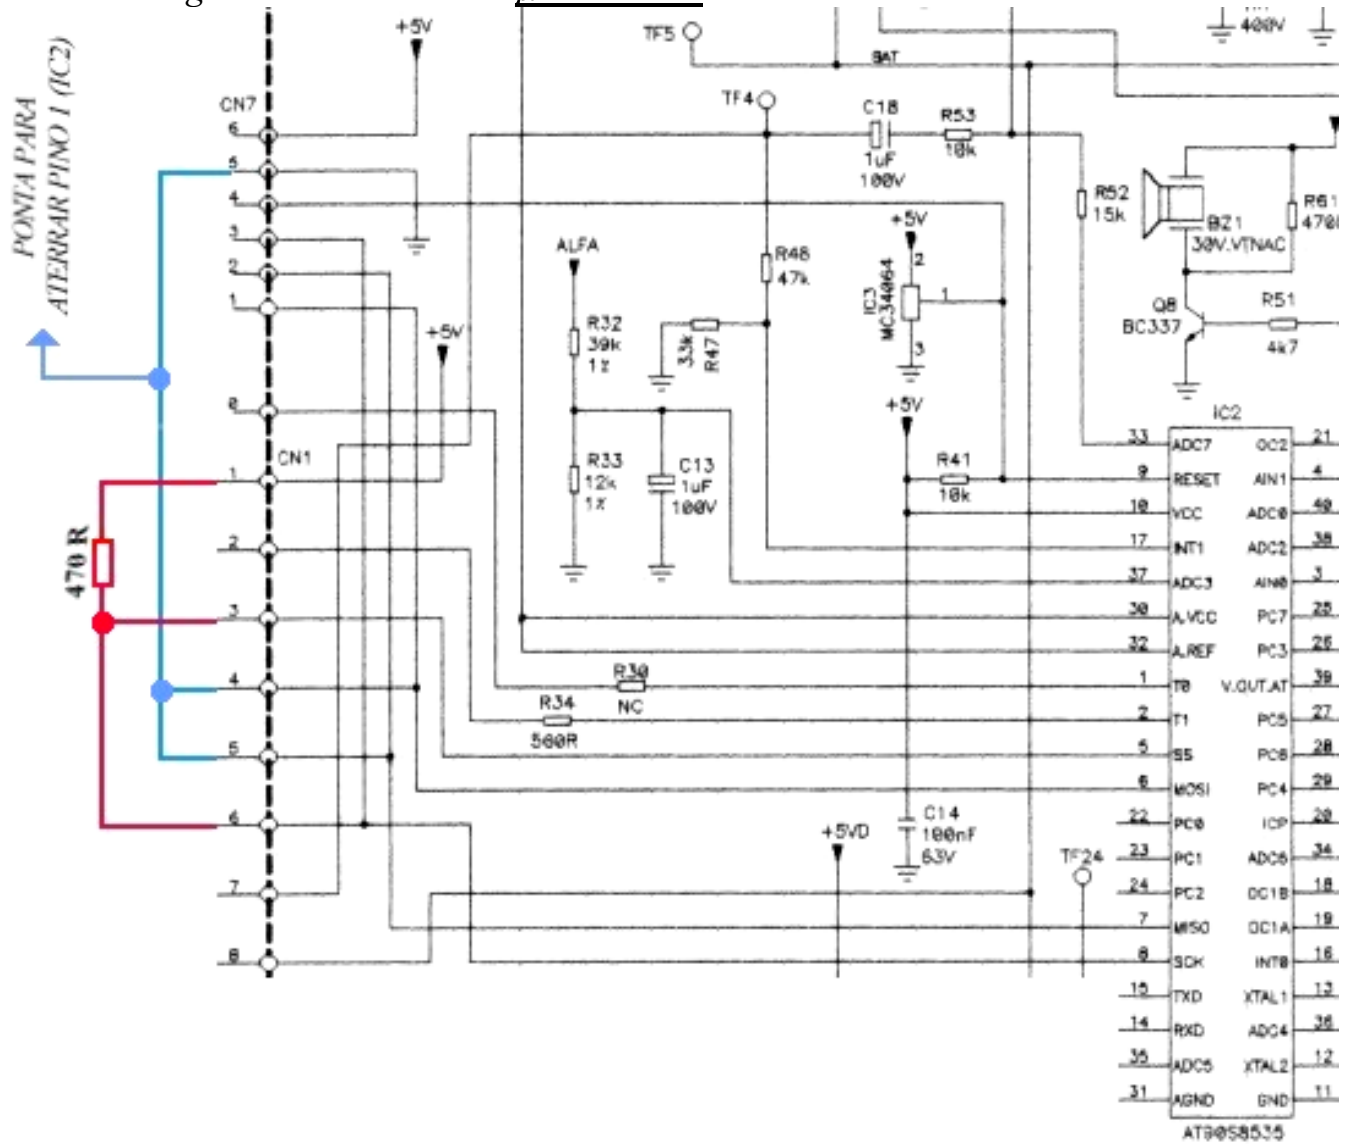 PONTA PARA
ATERRAR PINO 1 (IC2)
+5V
CN7
6
5
4
3
2
1
+5V
CN1
1
2
3
4
5
6
7
8
470 R
TF5
BAT
400V
TF4
C18
1uF
100V
R53
10k
R52
15k
BZ1
30V.VTNAC
R61
Q8
BC337
R51
4k7
ALFA
R32
39k
1%
R33
12k
1%
C13
1uF
100V
R48
47k
33k
R47
+5V
2
1
3
IC3
MC34064
+5V
R41
10k
R30
NC
R34
560R
+5VD
C14
100nF
63V
TF24
IC2
33 ADC7 OC2 21
9 RESET AIN1 4
10 VCC ADC0 40
17 INT1 ADC2 38
37 ADC3 AIN0 3
30 A.VCC PC7 28
32 A.REF PC3 26
1 T0 V.OUT.AT 39
2 T1 PC5 27
5 SS PC6 28
6 MOSI PC4 29
22 PC0 ICP 20
23 PC1 ADC6 34
24 PC2 OC1B 18
7 MISO OC1A 19
8 SCK INT0 16
15 TXD XTAL1 13
14 RXD ADC4 36
35 ADC5 XTAL2 12
31 AGND GND 11
AT90S8535